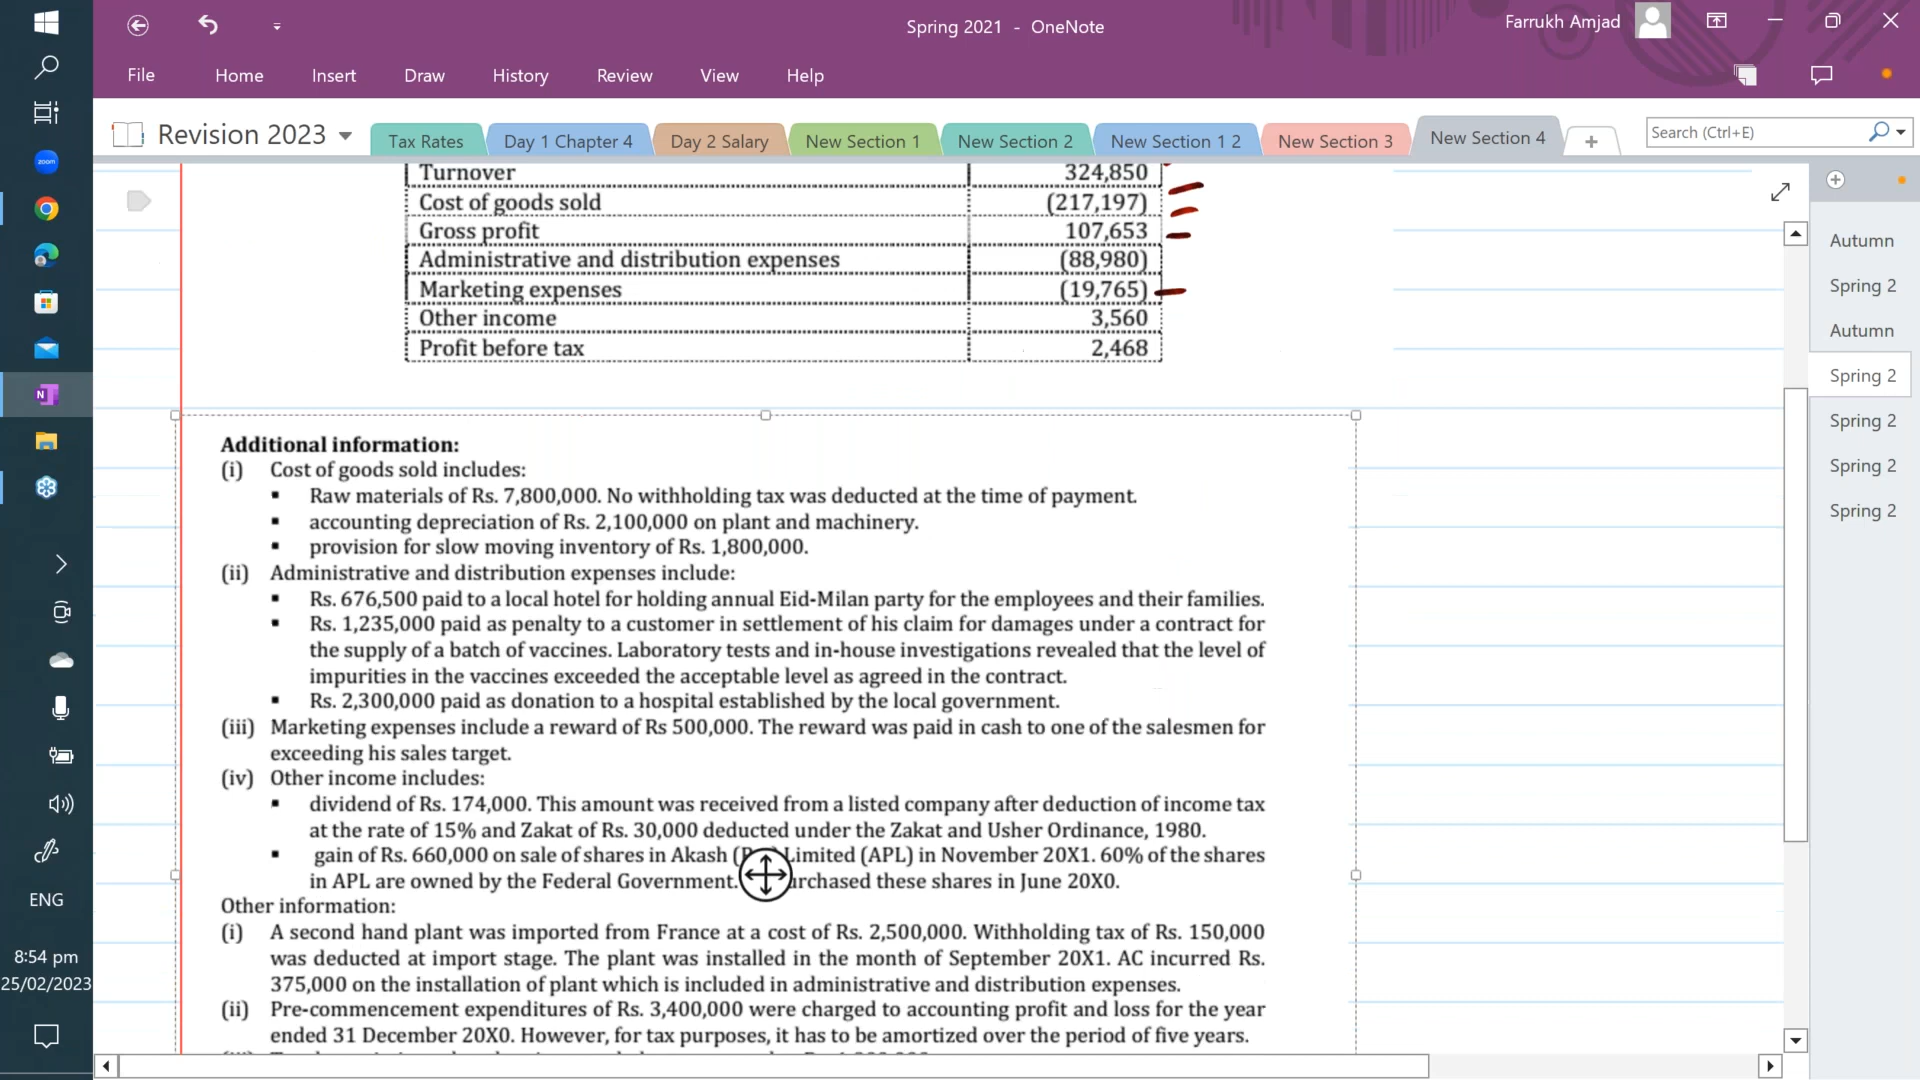 Spring 2021 - OneNote
Farrukh Amjad
File
Home
Insert
Draw
History
Review
View
Help
Revision 2023
Tax Rates
Day 1 Chapter 4
Day 2 Salary
New Section 1
New Section 2
New Section 1 2
New Section 3
New Section 4
Search (Ctrl+E)
Turnover 324,850
Cost of goods sold (217,197)
Gross profit 107,653
Administrative and distribution expenses (88,980)
Marketing expenses (19,765)
Other income 3,560
Profit before tax 2,468
Additional information:
(i) Cost of goods sold includes:
▪ Raw materials of Rs. 7,800,000. No withholding tax was deducted at the time of payment.
▪ accounting depreciation of Rs. 2,100,000 on plant and machinery.
▪ provision for slow moving inventory of Rs. 1,800,000.
(ii) Administrative and distribution expenses include:
▪ Rs. 676,500 paid to a local hotel for holding annual Eid-Milan party for the employees and their families.
▪ Rs. 1,235,000 paid as penalty to a customer in settlement of his claim for damages under a contract for
the supply of a batch of vaccines. Laboratory tests and in-house investigations revealed that the level of
impurities in the vaccines exceeded the acceptable level as agreed in the contract.
▪ Rs. 2,300,000 paid as donation to a hospital established by the local government.
(iii) Marketing expenses include a reward of Rs 500,000. The reward was paid in cash to one of the salesmen for
exceeding his sales target.
(iv) Other income includes:
▪ dividend of Rs. 174,000. This amount was received from a listed company after deduction of income tax
at the rate of 15% and Zakat of Rs. 30,000 deducted under the Zakat and Usher Ordinance, 1980.
▪ gain of Rs. 660,000 on sale of shares in Akash Limited (APL) in November 20X1. 60% of the shares
in APL are owned by the Federal Government. these shares in June 20X0.
Other information:
(i) A second hand plant was imported from France at a cost of Rs. 2,500,000. Withholding tax of Rs. 150,000
was deducted at import stage. The plant was installed in the month of September 20X1. AC incurred Rs.
375,000 on the installation of plant which is included in administrative and distribution expenses.
(ii) Pre-commencement expenditures of Rs. 3,400,000 were charged to accounting profit and loss for the year
ended 31 December 20X0. However, for tax purposes, it has to be amortized over the period of five years.
Autumn
Spring 2
Autumn
Spring 2
Spring 2
Spring 2
Spring 2
zoom
N
ENG
8:54 pm
25/02/2023